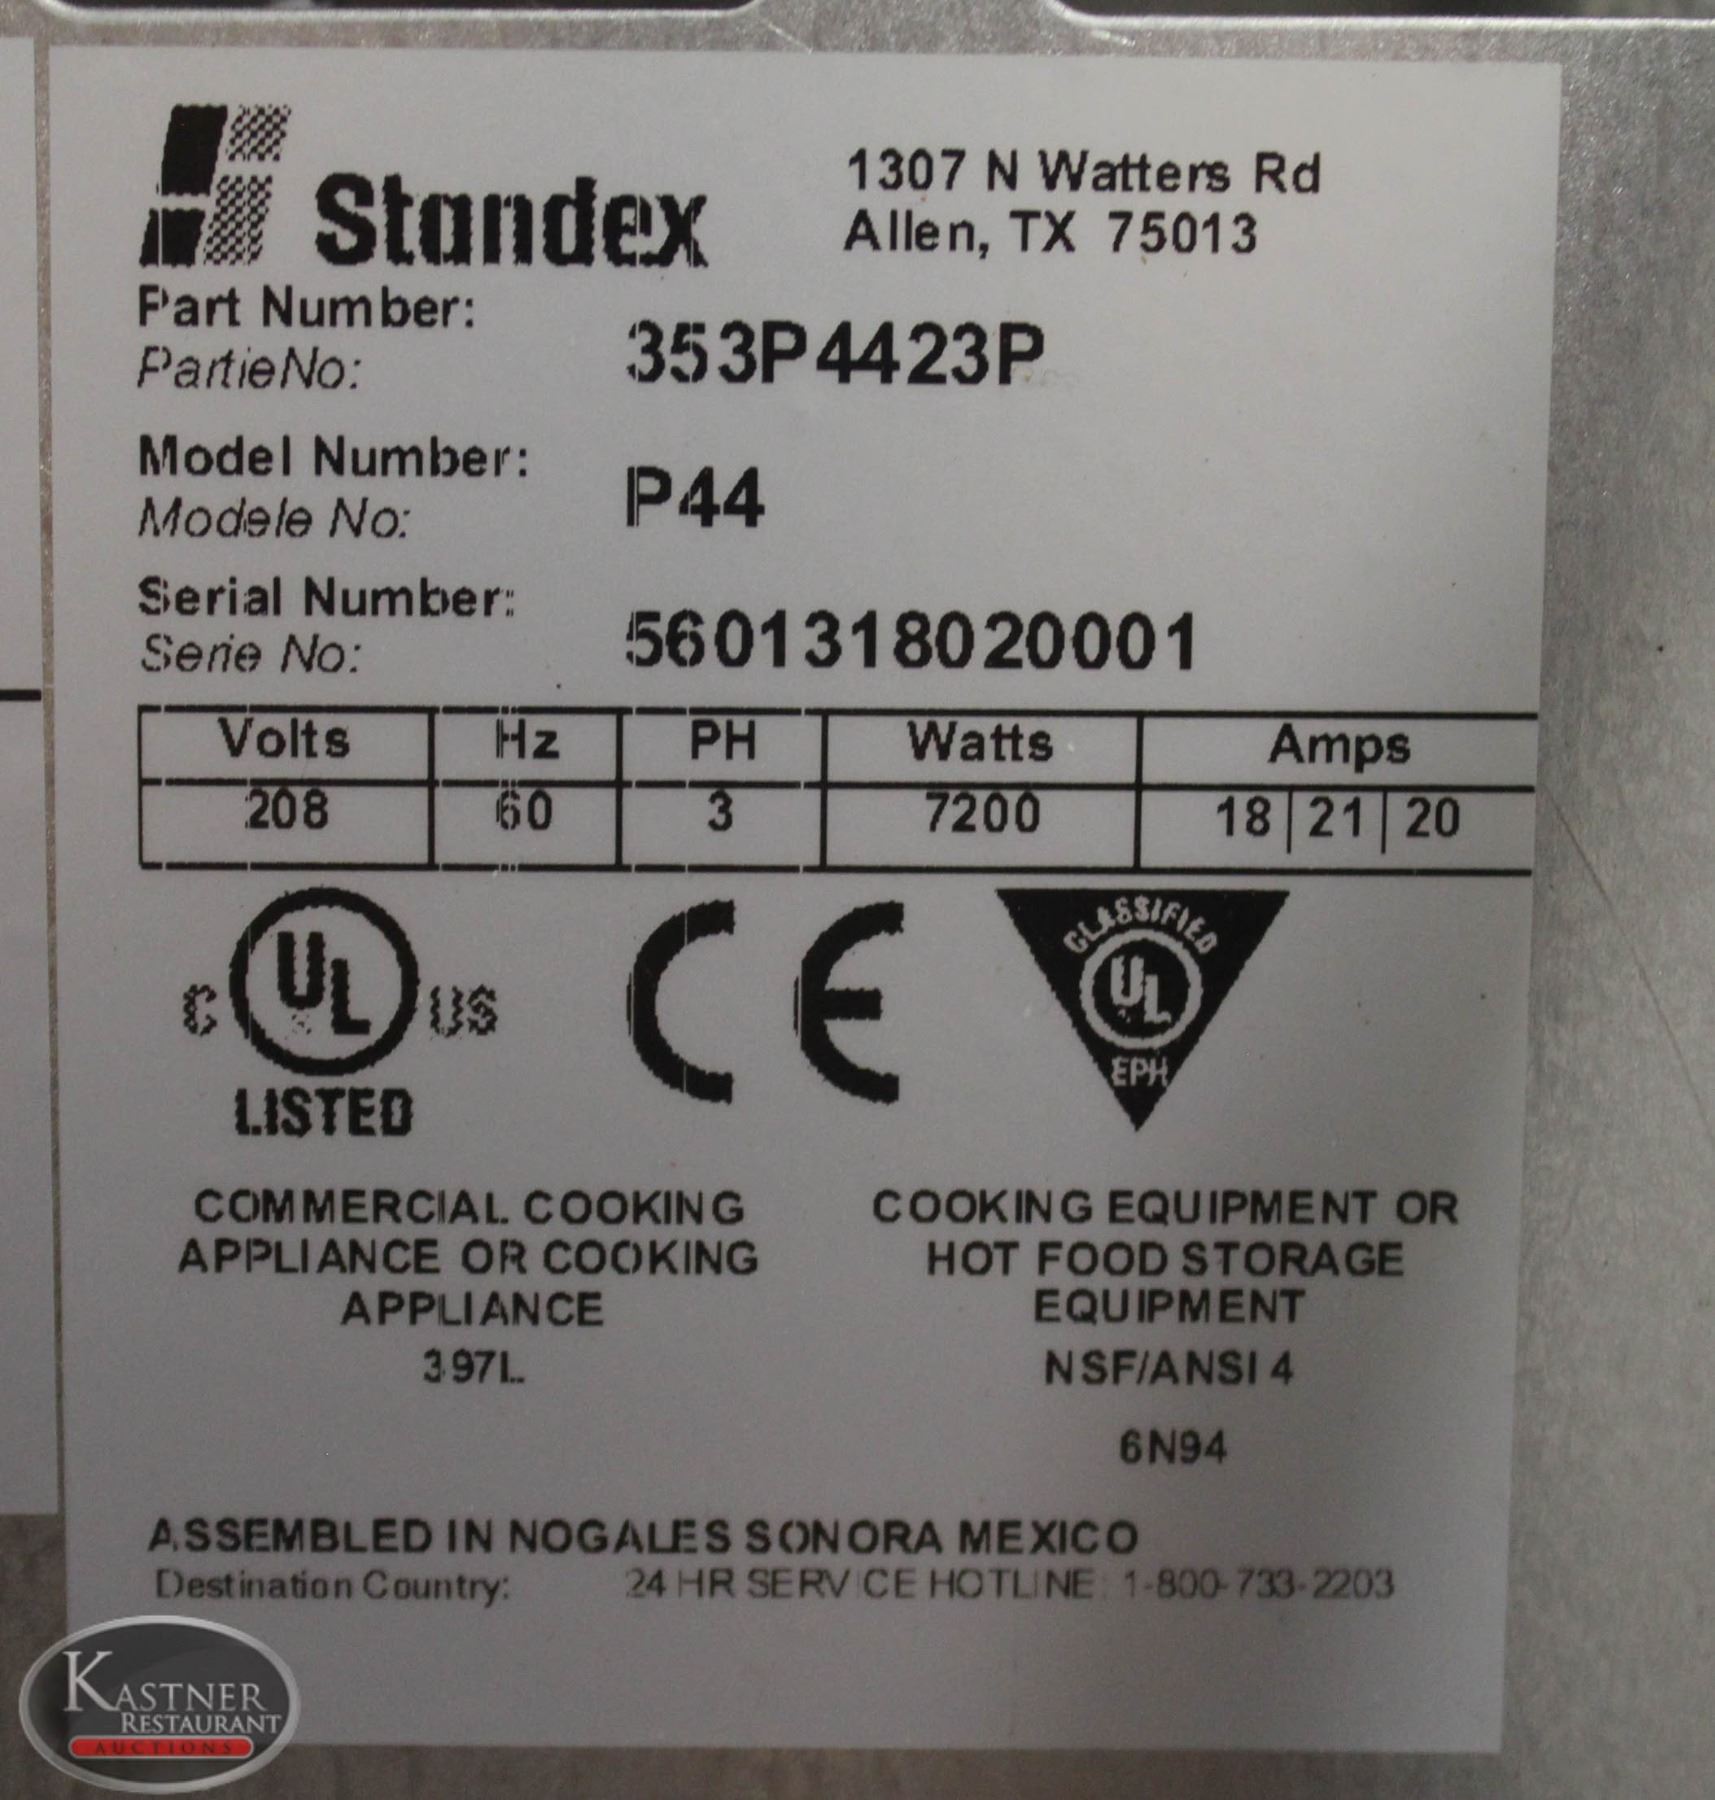 Standex
1307 N Watters Rd
Allen, TX 75013
Part Number:
Partie No:
353P4423P
Model Number:
Modele No:
P44
Serial Number:
Serie No:
5601318020001
Volts Hz PH Watts Amps
208 60 3 7200 18 | 21 | 20
C UL US
LISTED
CE
CLASSIFIED
UL
EPH
COMMERCIAL COOKING
APPLIANCE OR COOKING
APPLIANCE
397L
COOKING EQUIPMENT OR
HOT FOOD STORAGE
EQUIPMENT
NSF/ANSI 4
6N94
ASSEMBLED IN NOGALES SONORA MEXICO
Destination Country: 24 HR SERVICE HOTLINE: 1-800-733-2203
KASTNER
RESTAURANT
AUCTIONS